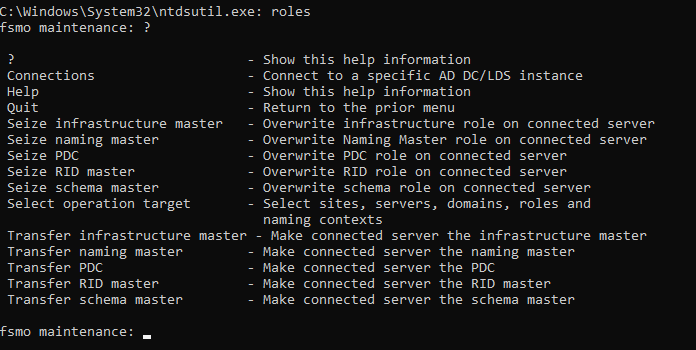 C:\Windows\System32\ntdsutil.exe: roles
fsmo maintenance: ?
?                             - Show this help information
Connections                   - Connect to a specific AD DC/LDS instance
Help                          - Show this help information
Quit                          - Return to the prior menu
Seize infrastructure master   - Overwrite infrastructure role on connected server
Seize naming master           - Overwrite Naming Master role on connected server
Seize PDC                     - Overwrite PDC role on connected server
Seize RID master              - Overwrite RID role on connected server
Seize schema master           - Overwrite schema role on connected server
Select operation target       - Select sites, servers, domains, roles and
naming contexts
Transfer infrastructure master - Make connected server the infrastructure master
Transfer naming master        - Make connected server the naming master
Transfer PDC                  - Make connected server the PDC
Transfer RID master           - Make connected server the RID master
Transfer schema master        - Make connected server the schema master
fsmo maintenance: _